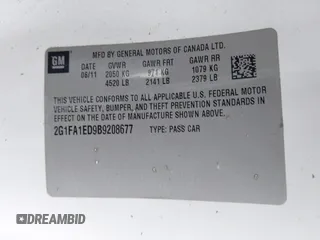 GM
MFD BY GENERAL MOTORS OF CANADA LTD.
DATE GVWR GAWR FRT GAWR RR
08/11 2050 KG 971 KG 1079 KG
4520 LB 2141 LB 2379 LB
THIS VEHICLE CONFORMS TO ALL APPLICABLE U.S. FEDERAL MOTOR
VEHICLE SAFETY, BUMPER, AND THEFT PREVENTION STANDARDS IN
EFFECT ON THE DATE OF MANUFACTURE SHOWN ABOVE.
2G1FA1ED9B9208677 TYPE: PASS CAR
DREAMBID